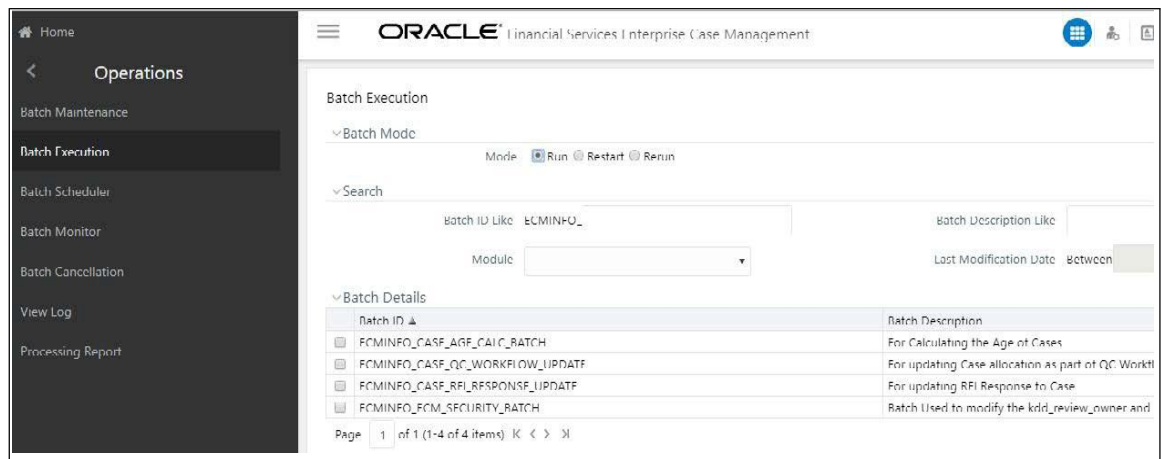 Home
Operations
Batch Maintenance
Batch Execution
Batch Scheduler
Batch Monitor
Batch Cancellation
View Log
Processing Report
ORACLE Financial Services Enterprise Case Management
Batch Execution
Batch Mode
Mode Run Restart Rerun
Search
Batch ID Like ECMINFO_ Batch Description Like
Module Last Modification Date Between
Batch Details
Batch ID Batch Description
ECMINFO_CASE_AGE_CALC_BATCH For Calculating the Age of Cases
ECMINFO_CASE_QC_WORKFLOW_UPDATE For updating Case allocation as part of QC Workfl
ECMINFO_CASE_RFI_RESPONSE_UPDATE For updating RFI Response to Case
ECMINFO_ECM_SECURITY_BATCH Batch Used to modify the kdd_review_owner and
Page 1 of 1 (1-4 of 4 items)